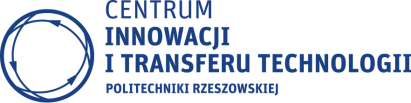 CENTRUM
INNOWACJI
I TRANSFERU TECHNOLOGII
POLITECHNIKI RZESZOWSKIEJ